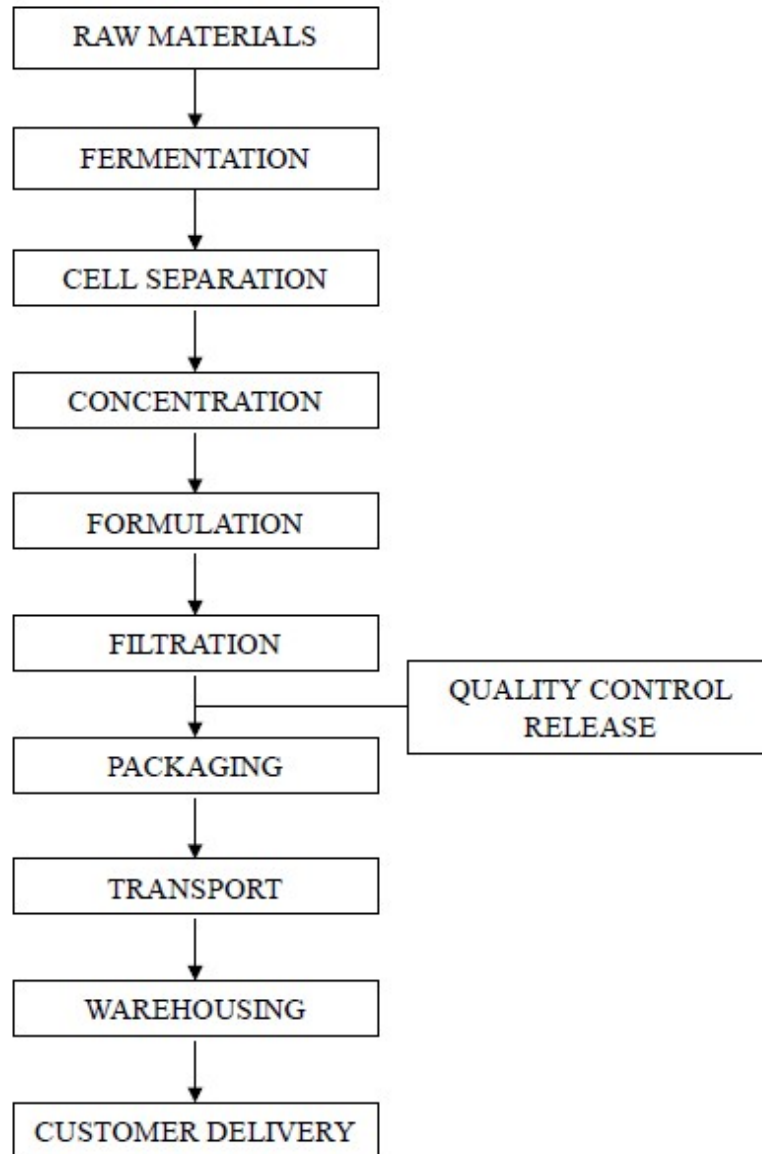 RAW MATERIALS
FERMENTATION
CELL SEPARATION
CONCENTRATION
FORMULATION
FILTRATION
QUALITY CONTROL
RELEASE
PACKAGING
TRANSPORT
WAREHOUSING
CUSTOMER DELIVERY